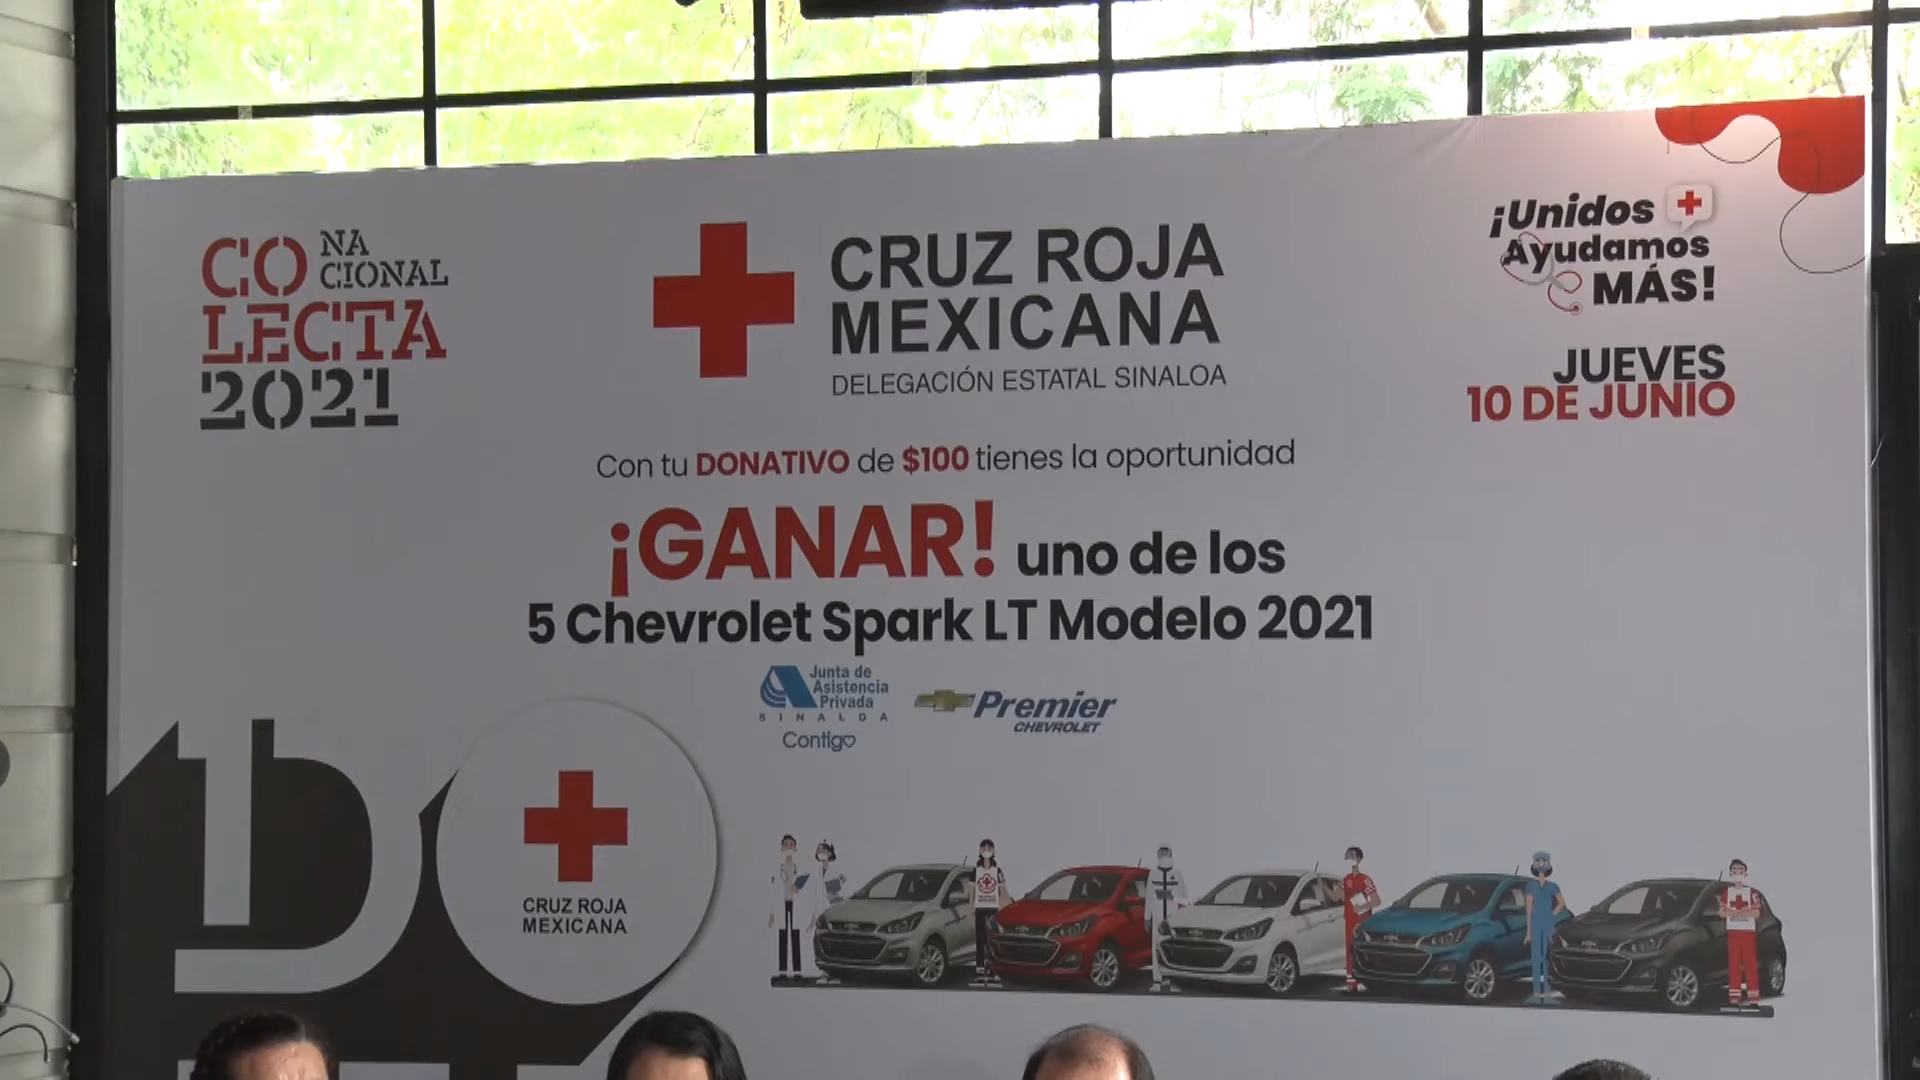 CO NA
CIONAL
LECTA
2021
CRUZ ROJA
MEXICANA
DELEGACIÓN ESTATAL SINALOA
¡Unidos
Ayudamos
MÁS!
JUEVES
10 DE JUNIO
Con tu DONATIVO de $100 tienes la oportunidad
¡GANAR! uno de los
5 Chevrolet Spark LT Modelo 2021
Junta de
Asistencia
Privada
SINALOA
Contigo
Premier
CHEVROLET
DO
CRUZ ROJA
MEXICANA